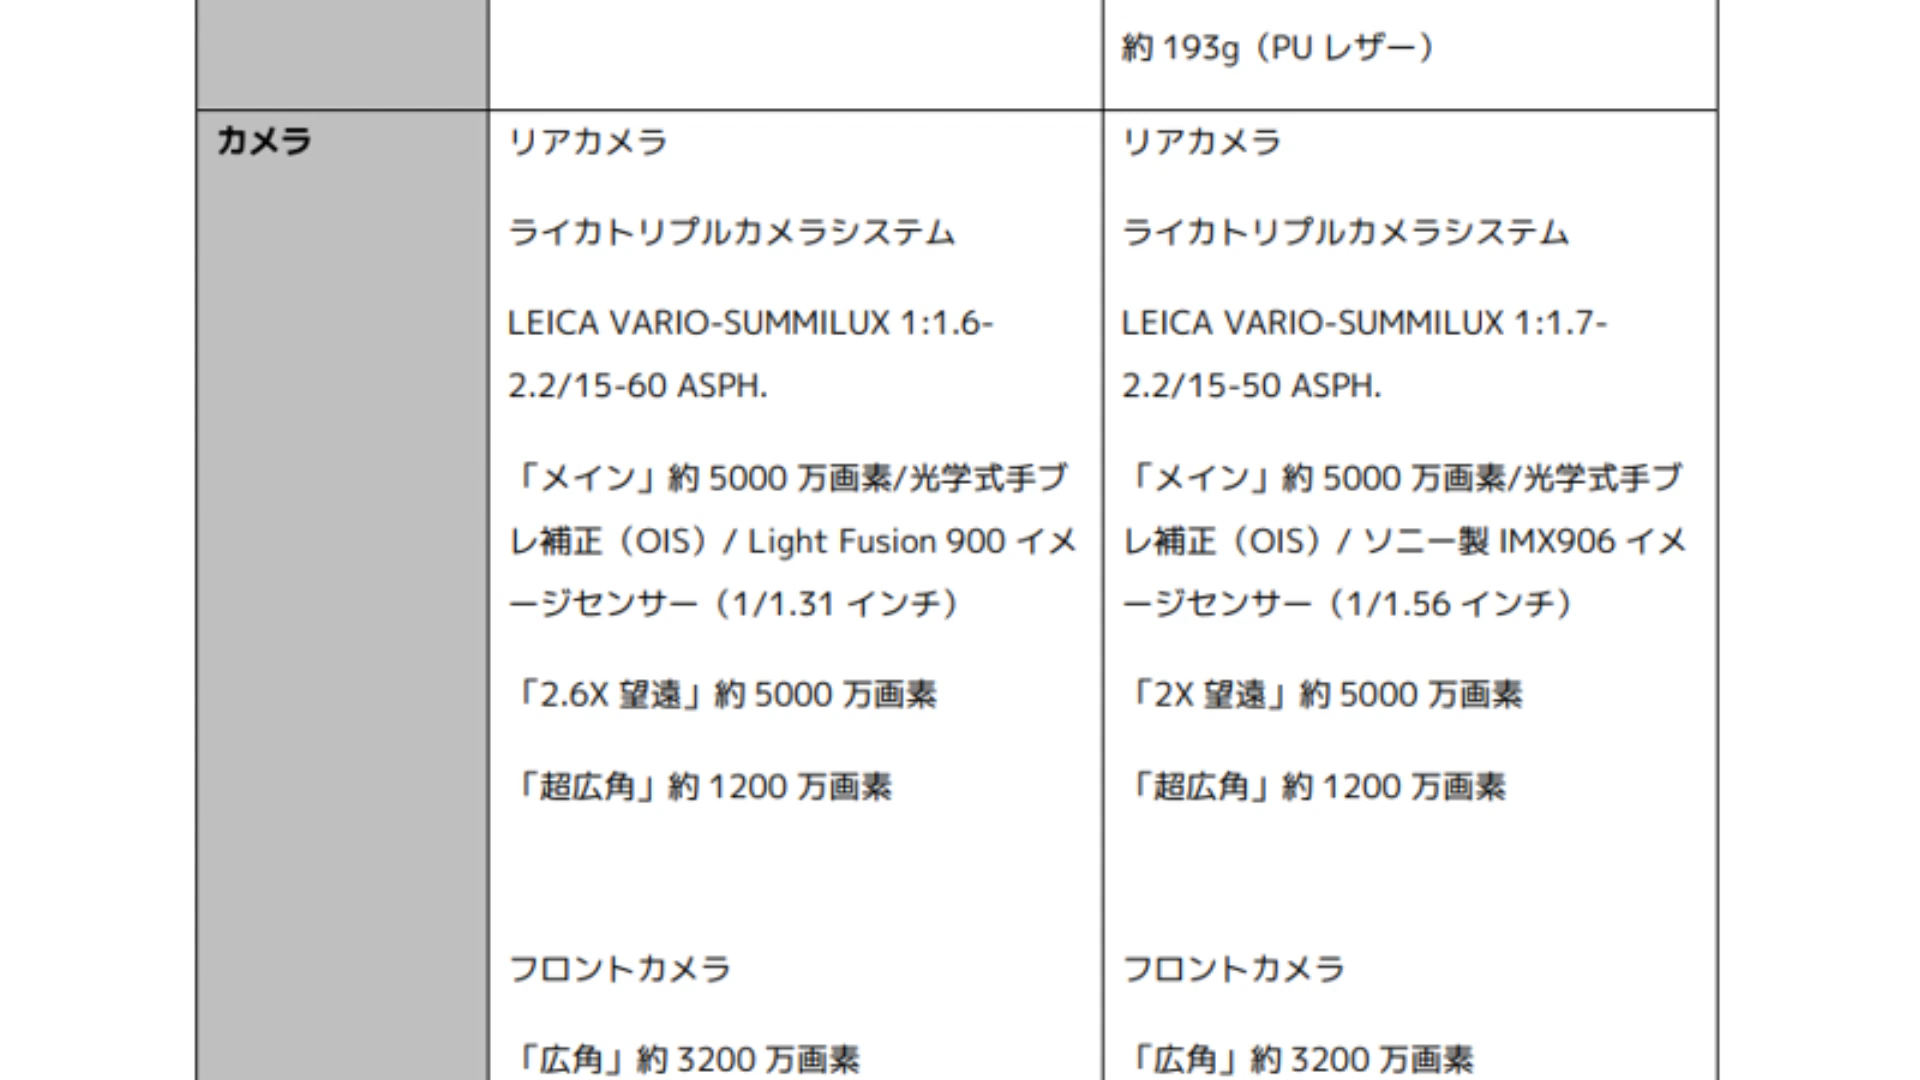 約 193g（PU レザー）
カメラ
リアカメラ
ライカトリプルカメラシステム
LEICA VARIO-SUMMILUX 1:1.6-
2.2/15-60 ASPH.
「メイン」約 5000 万画素/光学式手ブ
レ補正（OIS）/ Light Fusion 900 イメ
ージセンサー（1/1.31 インチ）
「2.6X 望遠」約 5000 万画素
「超広角」約 1200 万画素
フロントカメラ
「広角」約 3200 万画素
リアカメラ
ライカトリプルカメラシステム
LEICA VARIO-SUMMILUX 1:1.7-
2.2/15-50 ASPH.
「メイン」約 5000 万画素/光学式手ブ
レ補正（OIS）/ ソニー製 IMX906 イメ
ージセンサー（1/1.56 インチ）
「2X 望遠」約 5000 万画素
「超広角」約 1200 万画素
フロントカメラ
「広角」約 3200 万画素